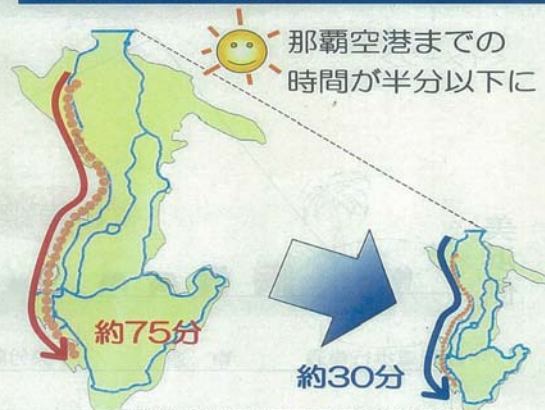 那覇空港までの
時間が半分以下に
約75分
約30分